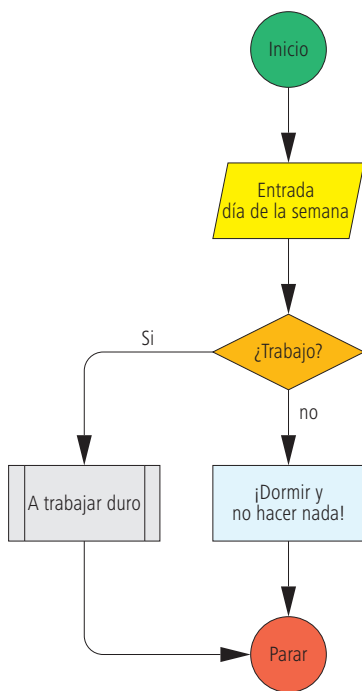 Inicio
Entrada
día de la semana
¿Trabajo?
Si
no
A trabajar duro
¡Dormir y
no hacer nada!
Parar